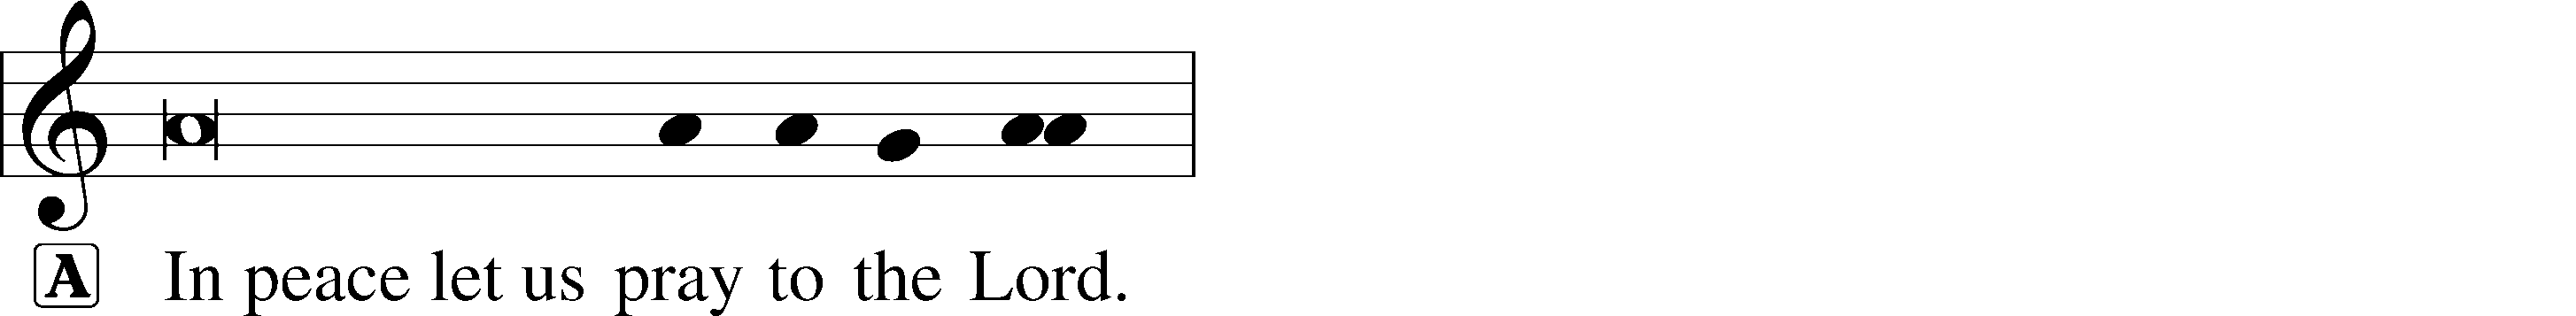 A In peace let us pray to the Lord.